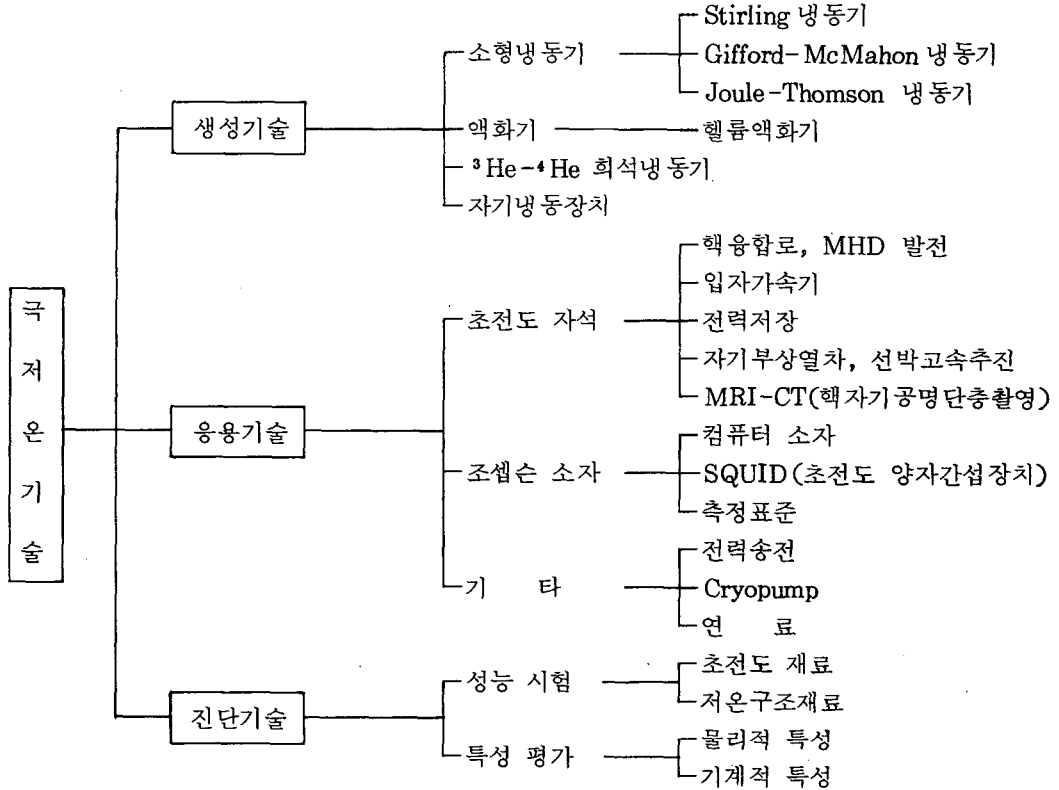 Stirling 냉동기
소형냉동기
Gifford-McMahon 냉동기
Joule-Thomson 냉동기
생성기술
액화기
헬륨액화기
³He-⁴He 희석냉동기
자기냉동장치
핵융합로, MHD 발전
입자가속기
극저온기술
초전도 자석
전력저장
자기부상열차, 선박고속추진
MRI-CT(핵자기공명단층촬영)
응용기술
컴퓨터 소자
조셉슨 소자
SQUID(초전도 양자간섭장치)
측정표준
전력송전
기 타
Cryopump
연 료
성능 시험
초전도 재료
저온구조재료
진단기술
특성 평가
물리적 특성
기계적 특성